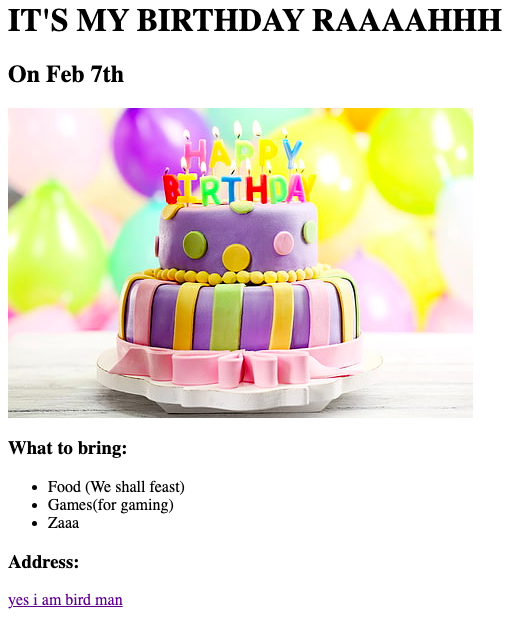 IT'S MY BIRTHDAY RAAAAHHH
On Feb 7th
HAPPY
BIRTHDAY
What to bring:
Food (We shall feast)
Games(for gaming)
Zaaa
Address:
yes i am bird man